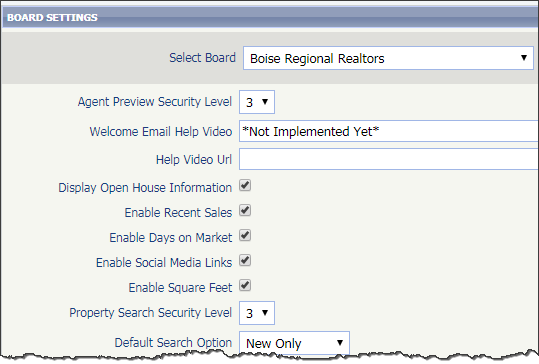 BOARD SETTINGS
Select Board Boise Regional Realtors
Agent Preview Security Level 3
Welcome Email Help Video *Not Implemented Yet*
Help Video Url
Display Open House Information
Enable Recent Sales
Enable Days on Market
Enable Social Media Links
Enable Square Feet
Property Search Security Level 3
Default Search Option New Only